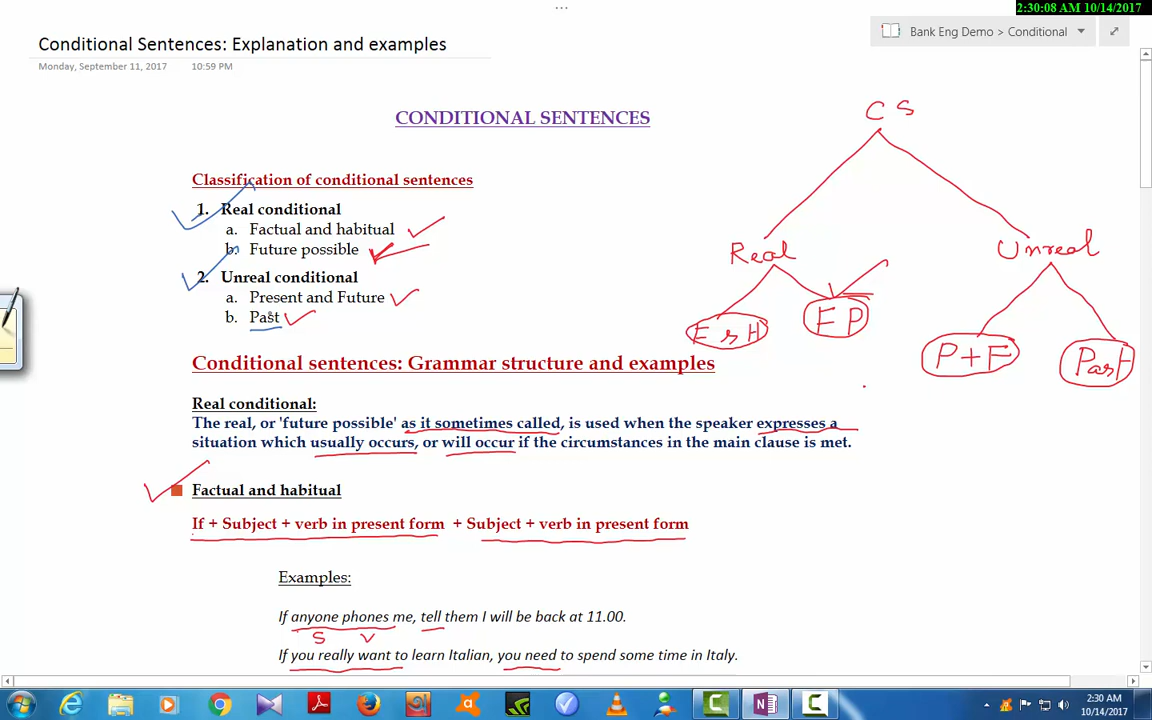 2:30:08 AM 10/14/2017
Conditional Sentences: Explanation and examples
Bank Eng Demo > Conditional
Monday, September 11, 2017 10:59 PM
CONDITIONAL SENTENCES
C S
Classification of conditional sentences
1. Real conditional
a. Factual and habitual
b. Future possible
Real
Unreal
2. Unreal conditional
a. Present and Future
b. Past
F P
P + F
Past
Conditional sentences: Grammar structure and examples
Real conditional:
The real, or 'future possible' as it sometimes called, is used when the speaker expresses a
situation which usually occurs, or will occur if the circumstances in the main clause is met.
Factual and habitual
If + Subject + verb in present form + Subject + verb in present form
Examples:
If anyone phones me, tell them I will be back at 11.00.
S V
If you really want to learn Italian, you need to spend some time in Italy.
2:30 AM
10/14/2017